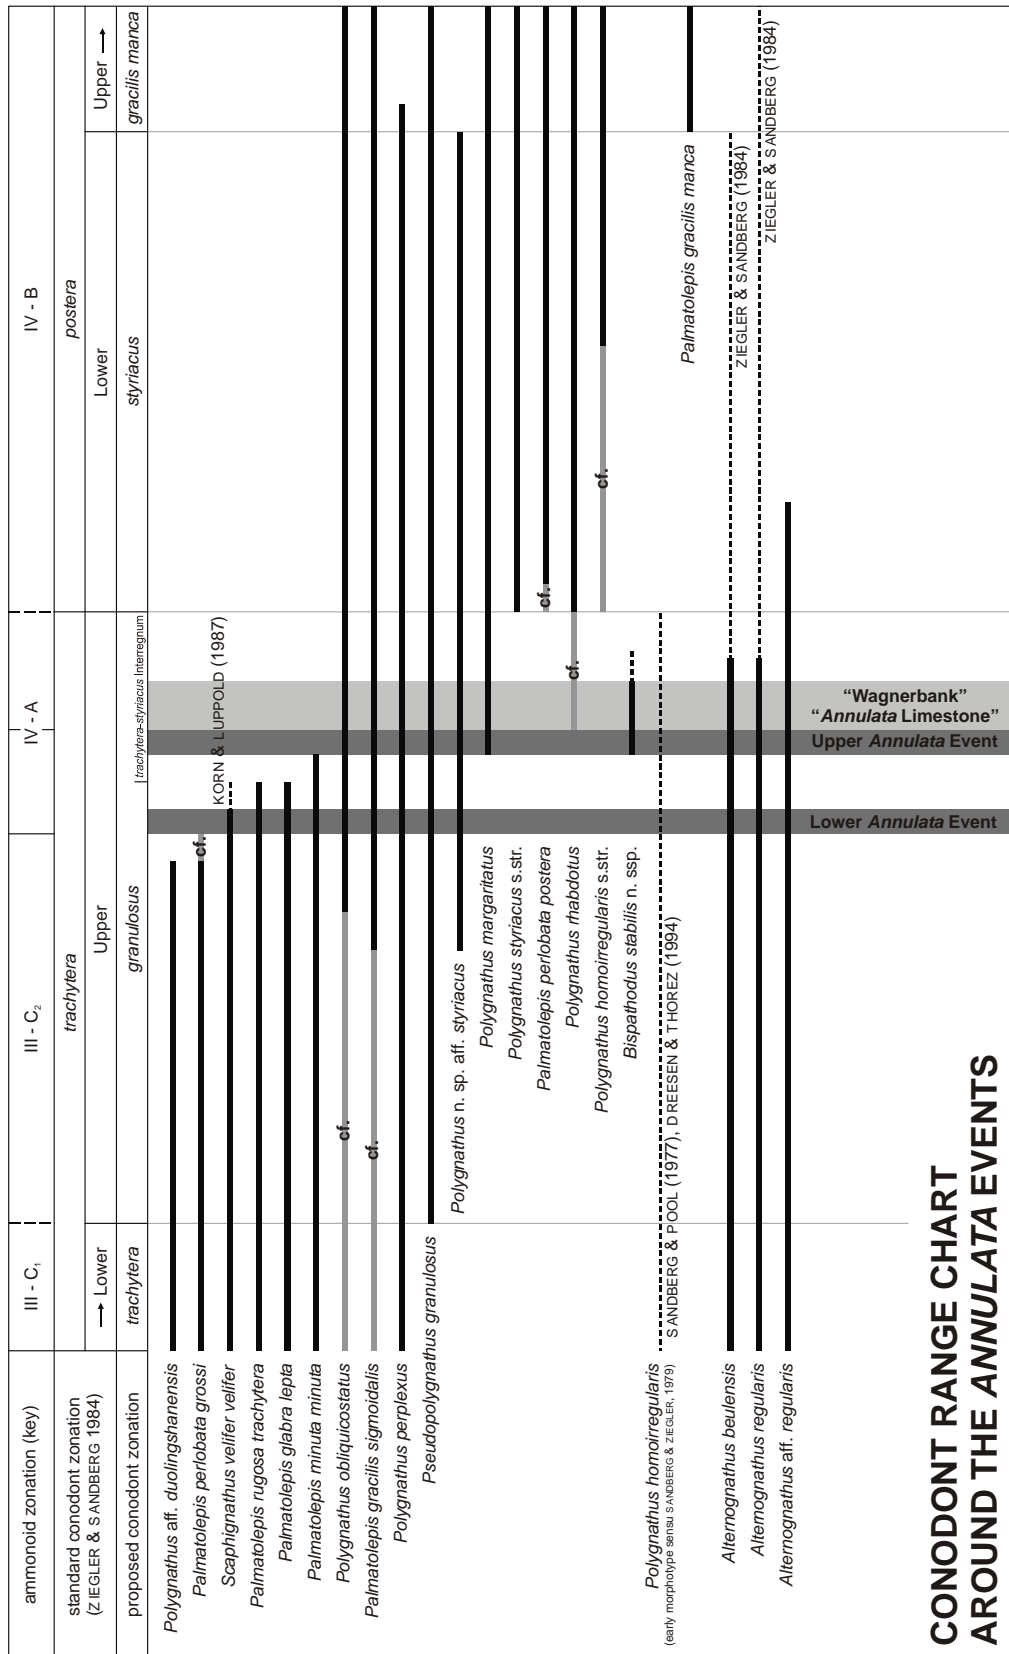 ammonoid zonation (key)
III - C1
III - C2
IV - A
IV - B
standard conodont zonation
(ZIEGLER & SANDBERG 1984)
trachytera
postera
→ Lower
Upper
Lower
Upper →
proposed conodont zonation
trachytera
granulosus
trachytera-styriacus Interregnum
styriacus
gracilis manca
Polygnathus aff. duolingshanensis
Palmatolepis perlobata grossi
cf.
Scaphignathus velifer velifer
KORN & LUPPOLD (1987)
Palmatolepis rugosa trachytera
Palmatolepis glabra lepta
Palmatolepis minuta minuta
Polygnathus obliquicostatus
cf.
Palmatolepis gracilis sigmoidalis
cf.
Polygnathus perplexus
Pseudopolygnathus granulosus
Polygnathus n. sp. aff. styriacus
Polygnathus margaritatus
Polygnathus styriacus s.str.
Palmatolepis perlobata postera
cf.
Polygnathus rhabdotus
cf.
Polygnathus homoirregularis s.str.
cf.
Bispathodus stabilis n. ssp.
Polygnathus homoirregularis
(early morphotype sensu SANDBERG & ZIEGLER, 1979)
SANDBERG & POOL (1977), DREESEN & THOREZ (1994)
Palmatolepis gracilis manca
Alternognathus beulensis
ZIEGLER & SANDBERG (1984)
Alternognathus regularis
ZIEGLER & SANDBERG (1984)
Alternognathus aff. regularis
“Wagnerbank”
“Annulata Limestone”
Upper Annulata Event
Lower Annulata Event
CONODONT RANGE CHART
AROUND THE ANNULATA EVENTS